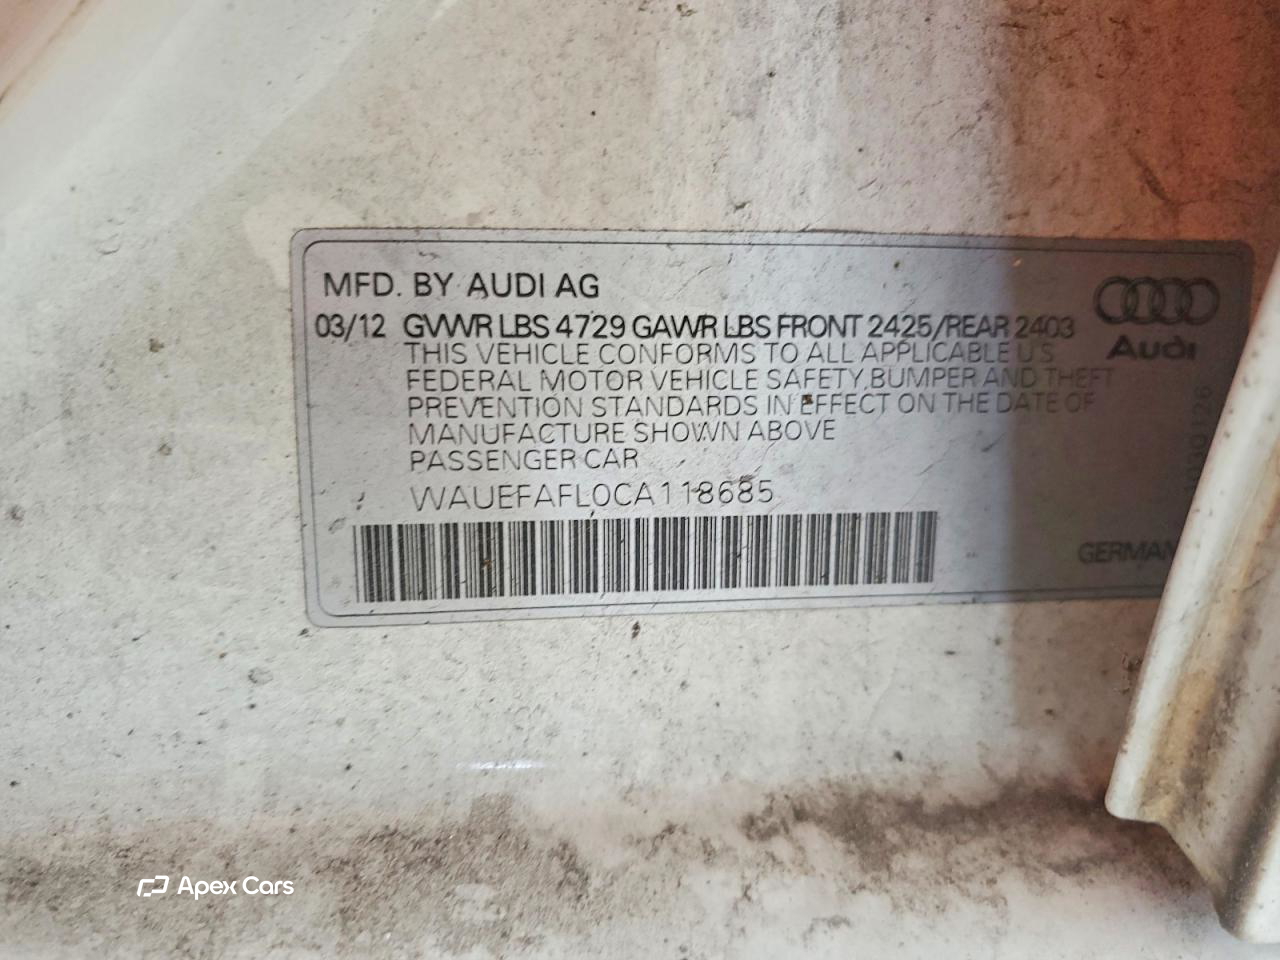 MFD. BY AUDI AG
03/12 GVWR LBS 4729 GAWR LBS FRONT 2425/REAR 2403
THIS VEHICLE CONFORMS TO ALL APPLICABLE U.S
FEDERAL MOTOR VEHICLE SAFETY, BUMPER AND THEFT
PREVENTION STANDARDS IN EFFECT ON THE DATE OF
MANUFACTURE SHOWN ABOVE
PASSENGER CAR
WAUEFAFL0CA118685
Audi
GERMAN
Apex Cars